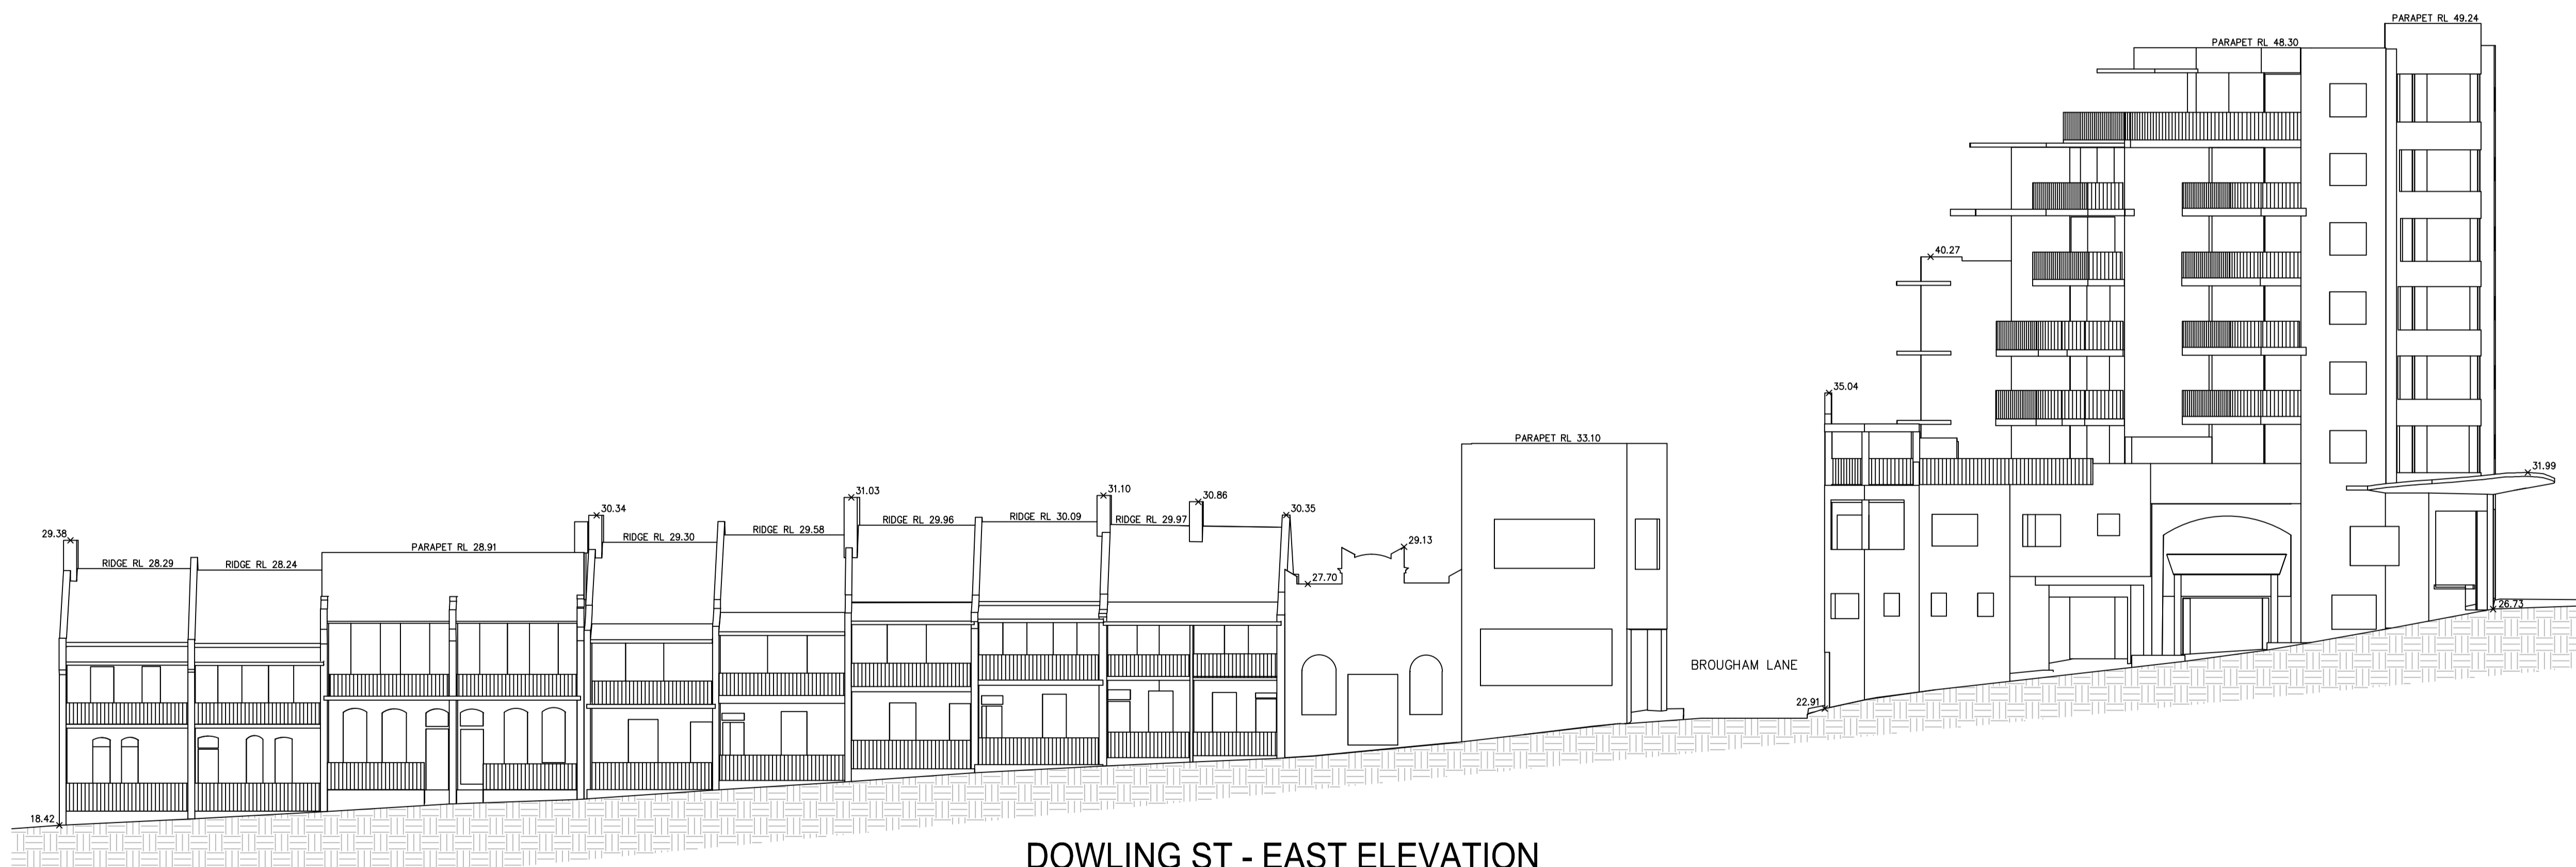 PARAPET RL 49.24
PARAPET RL 48.30
40.27
35.04
PARAPET RL 33.10
31.99
31.03
31.10
30.86
30.34
30.35
RIDGE RL 29.96
RIDGE RL 30.09
RIDGE RL 29.97
29.38
RIDGE RL 29.30
RIDGE RL 29.58
29.13
RIDGE RL 28.29
RIDGE RL 28.24
PARAPET RL 28.91
27.70
26.73
BROUGHAM LANE
22.91
18.42
DOWLING ST - EAST ELEVATION